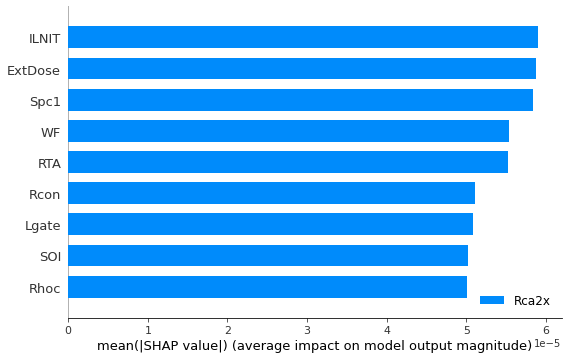 ILNIT
ExtDose
Spc1
WF
RTA
Rcon
Lgate
SOI
Rhoc
Rca2x
0 1 2 3 4 5 6
1e-5
mean(|SHAP value|) (average impact on model output magnitude)